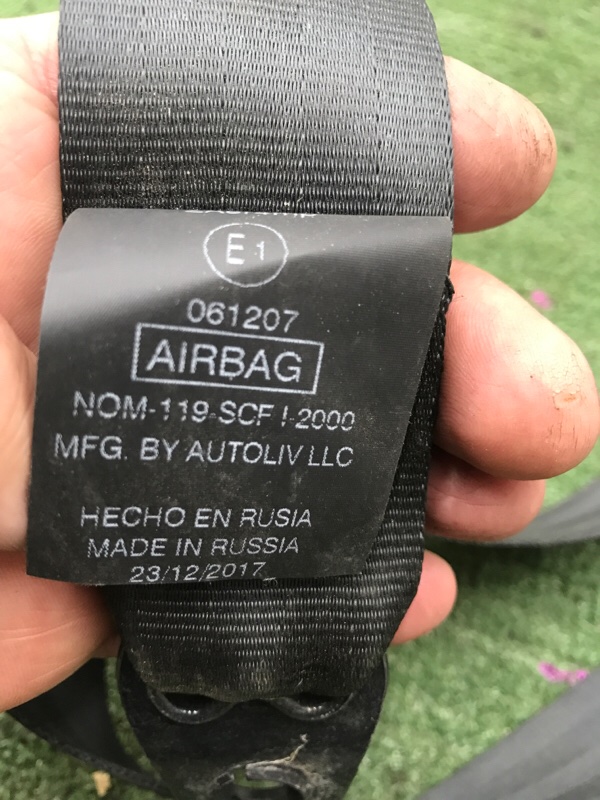 E1
061207
AIRBAG
NOM-119-SCFI-2000
MFG. BY AUTOLIV LLC
HECHO EN RUSIA
MADE IN RUSSIA
23/12/2017